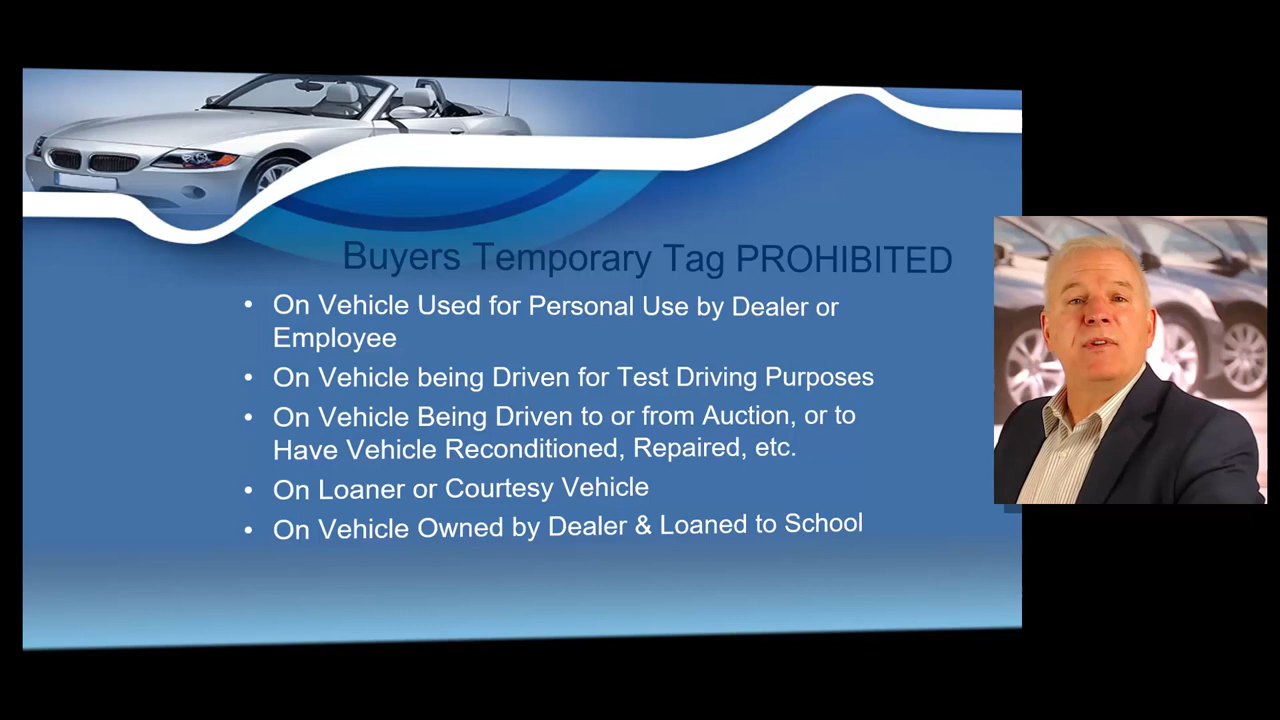 Buyers Temporary Tag PROHIBITED
• On Vehicle Used for Personal Use by Dealer or
Employee
• On Vehicle being Driven for Test Driving Purposes
• On Vehicle Being Driven to or from Auction, or to
Have Vehicle Reconditioned, Repaired, etc.
• On Loaner or Courtesy Vehicle
• On Vehicle Owned by Dealer & Loaned to School